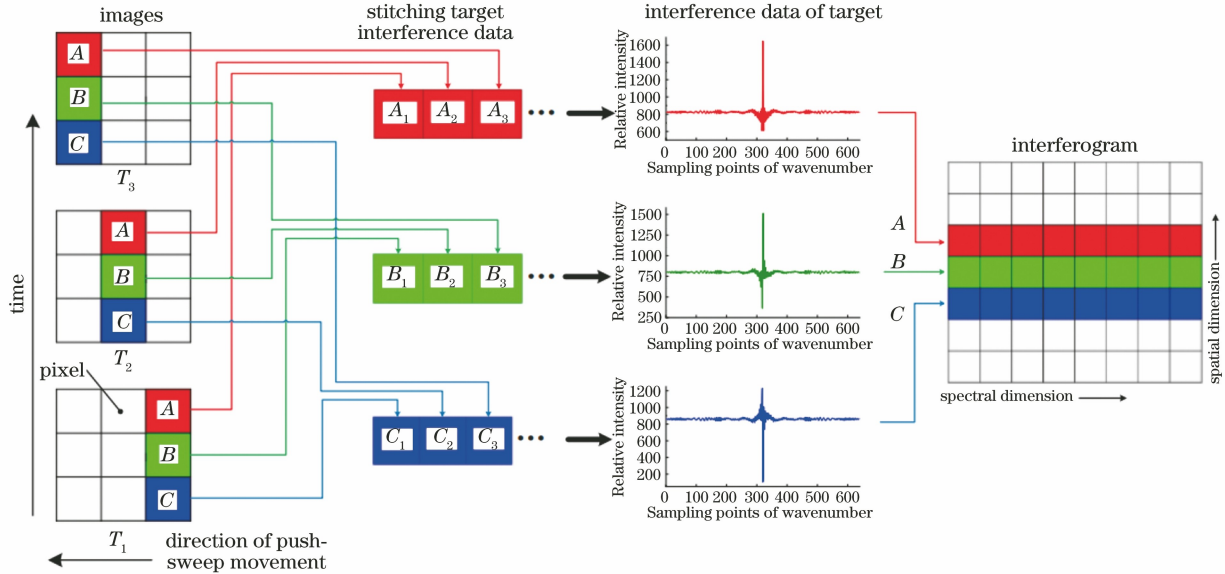 images
stitching target
interference data
interference data of target
interferogram
time
A
B
C
T3
A
B
C
T2
pixel
A
B
C
T1
direction of push-
sweep movement
A1 A2 A3 •••
B1 B2 B3 •••
C1 C2 C3 •••
Relative intensity
1600
1400
1200
1000
800
600
0 100 200 300 400 500 600
Sampling points of wavenumber
Relative intensity
1500
1250
1000
750
500
250
0 100 200 300 400 500 600
Sampling points of wavenumber
Relative intensity
1200
1000
800
600
400
200
0 100 200 300 400 500 600
Sampling points of wavenumber
A
B
C
spectral dimension
spatial dimension